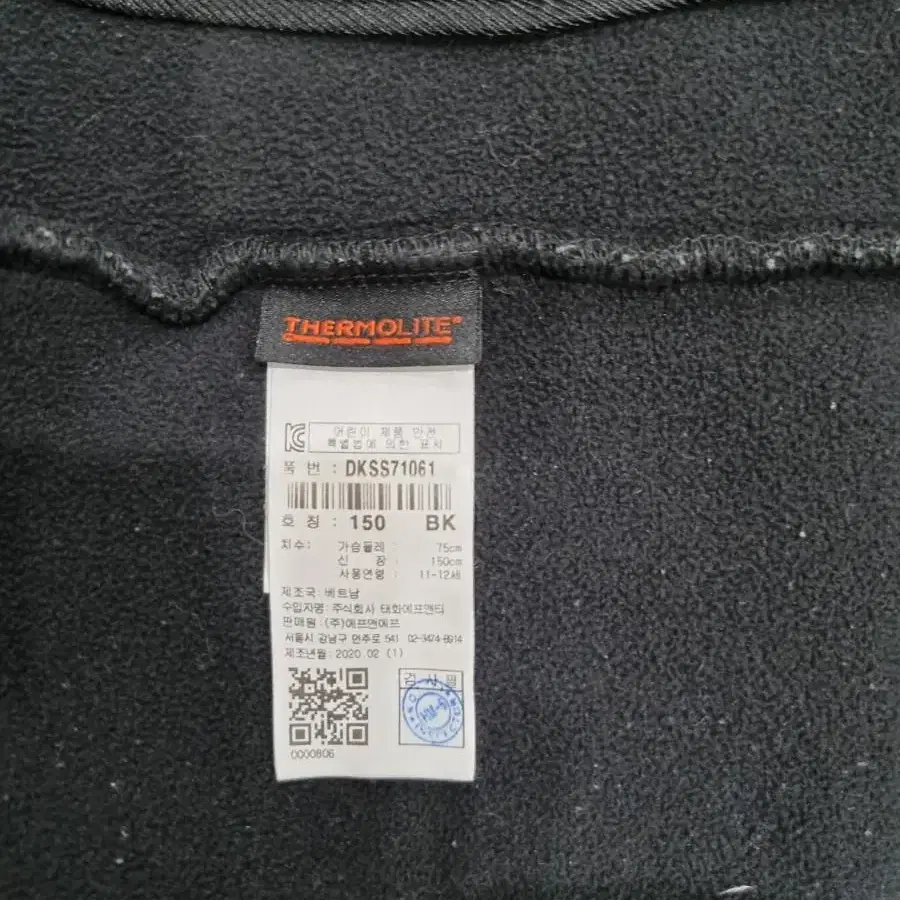 THERMOLITE®
어린이 제품 안전
특별법에 의한 표시
품 번 : DKSS71061
호 칭 : 150 BK
치수: 가슴둘레 : 75cm
신 장 : 150cm
사용연령 : 11-12세
제조국: 베트남
수입자명: 주식회사 태화에프앤티
판매원: (주)에프앤에프
서울시 강남구 언주로 541 02-3474-8914
제조년월: 2020.02 (1)
검 사 필
0000806